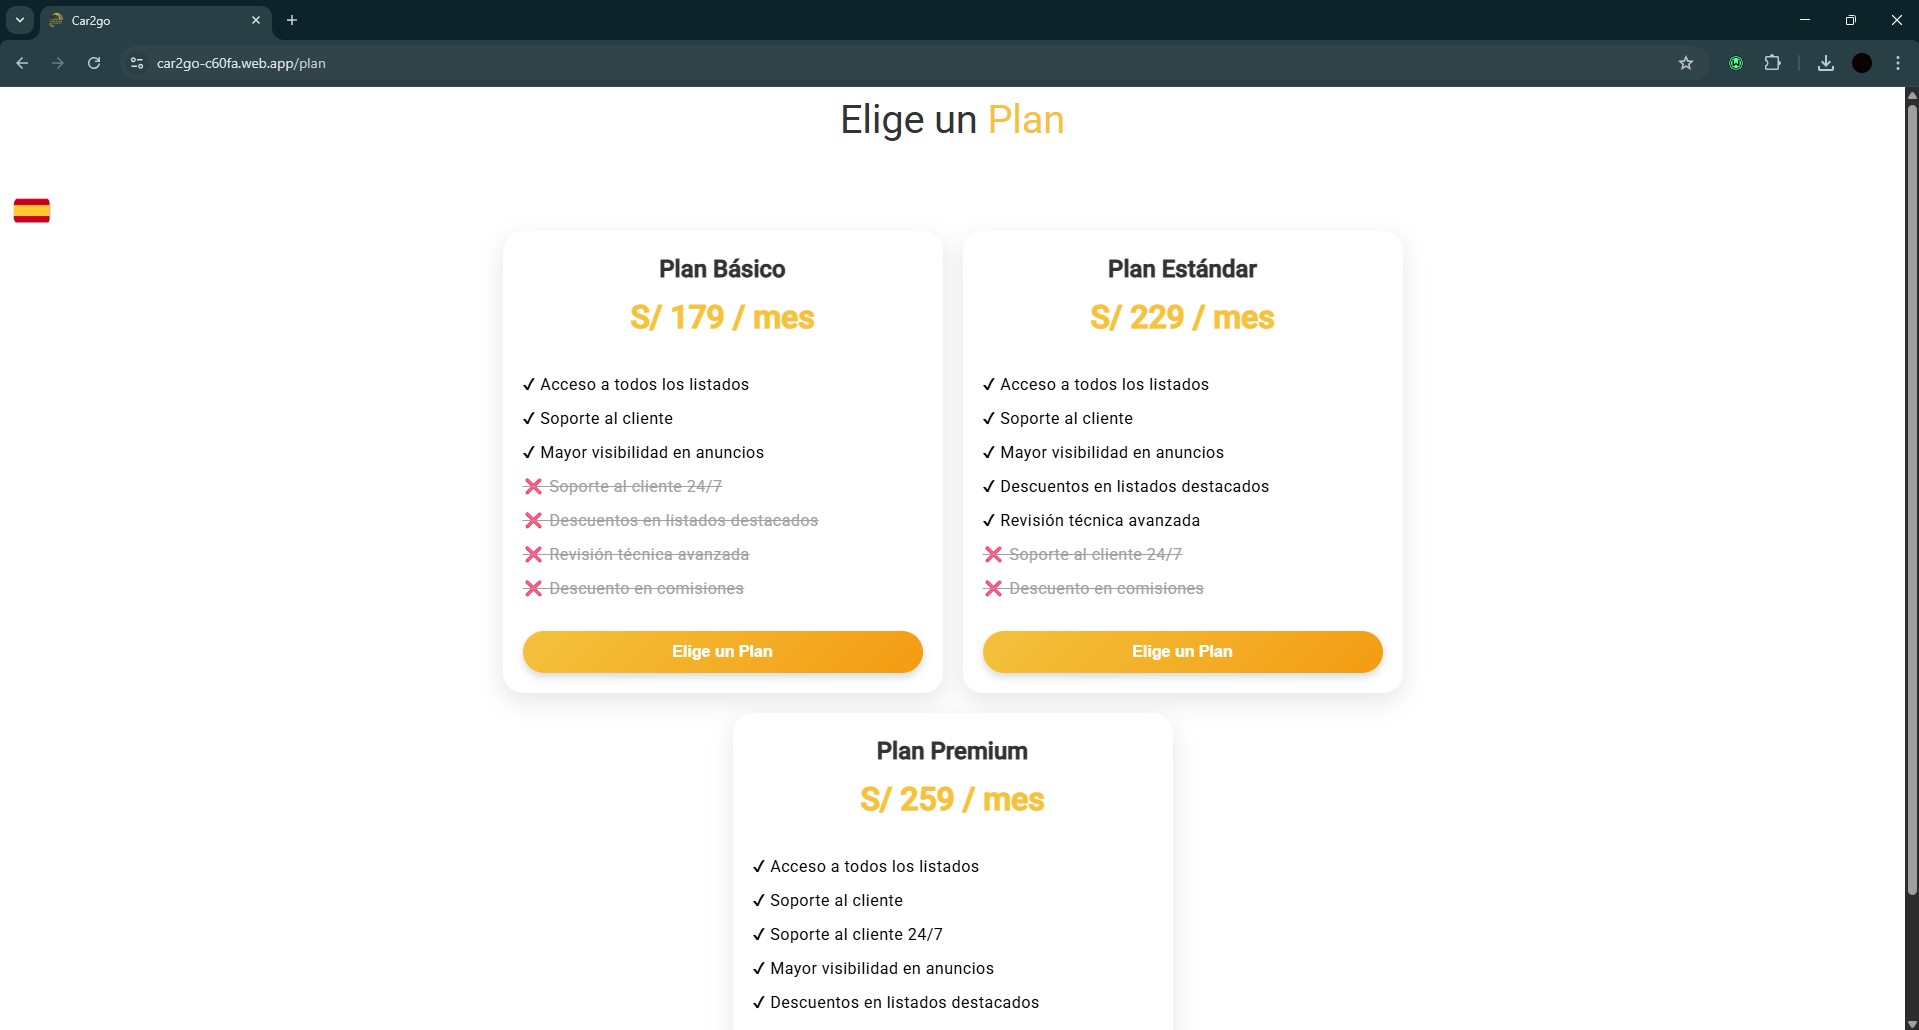 Car2go
car2go-c60fa.web.app/plan
Elige un Plan
Plan Básico
S/ 179 / mes
✓ Acceso a todos los listados
✓ Soporte al cliente
✓ Mayor visibilidad en anuncios
❌ Soporte al cliente 24/7
❌ Descuentos en listados destacados
❌ Revisión técnica avanzada
❌ Descuento en comisiones
Elige un Plan
Plan Estándar
S/ 229 / mes
✓ Acceso a todos los listados
✓ Soporte al cliente
✓ Mayor visibilidad en anuncios
✓ Descuentos en listados destacados
✓ Revisión técnica avanzada
❌ Soporte al cliente 24/7
❌ Descuento en comisiones
Elige un Plan
Plan Premium
S/ 259 / mes
✓ Acceso a todos los listados
✓ Soporte al cliente
✓ Soporte al cliente 24/7
✓ Mayor visibilidad en anuncios
✓ Descuentos en listados destacados